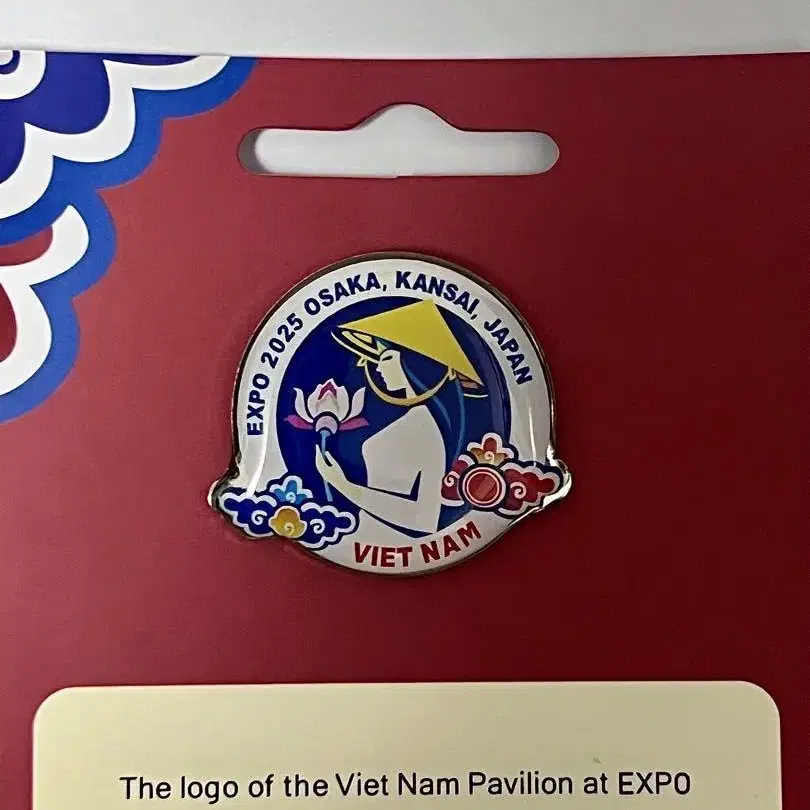 EXPO 2025 OSAKA, KANSAI, JAPAN
VIET NAM
The logo of the Viet Nam Pavilion at EXPO